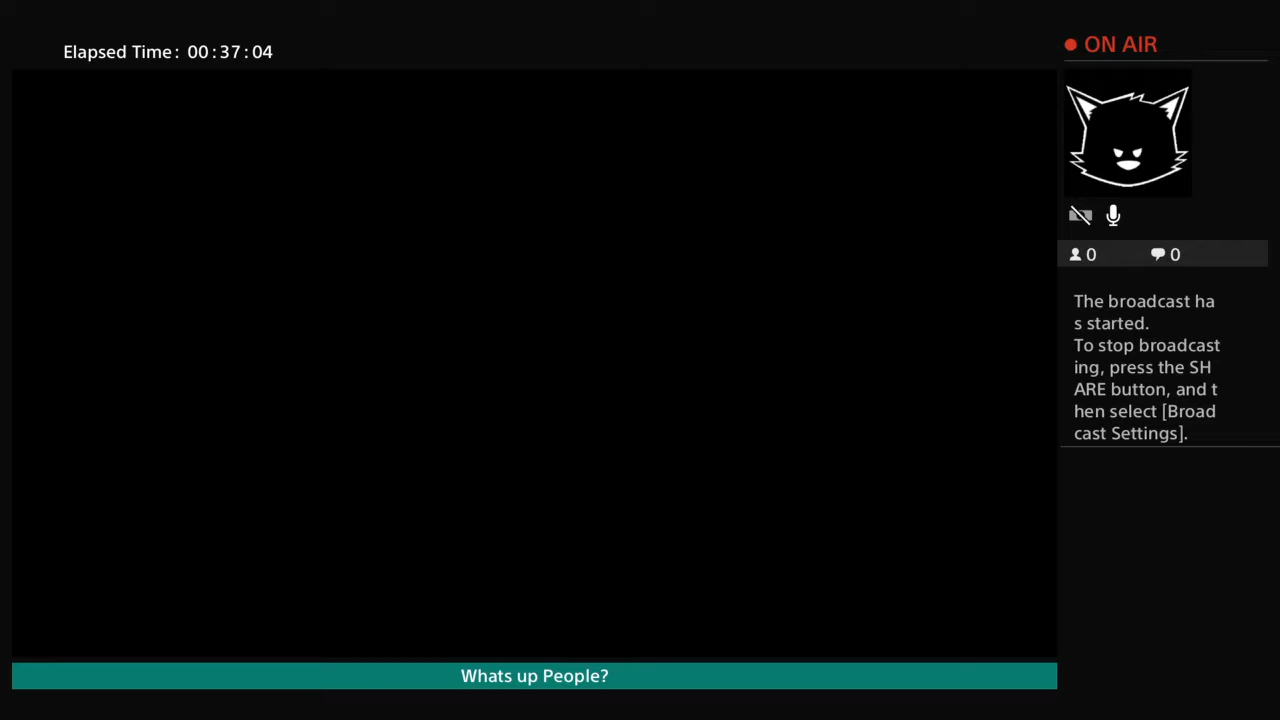 Elapsed Time: 00:37:04
ON AIR
0 0
The broadcast ha
s started.
To stop broadcast
ing, press the SH
ARE button, and t
hen select [Broad
cast Settings].
Whats up People?